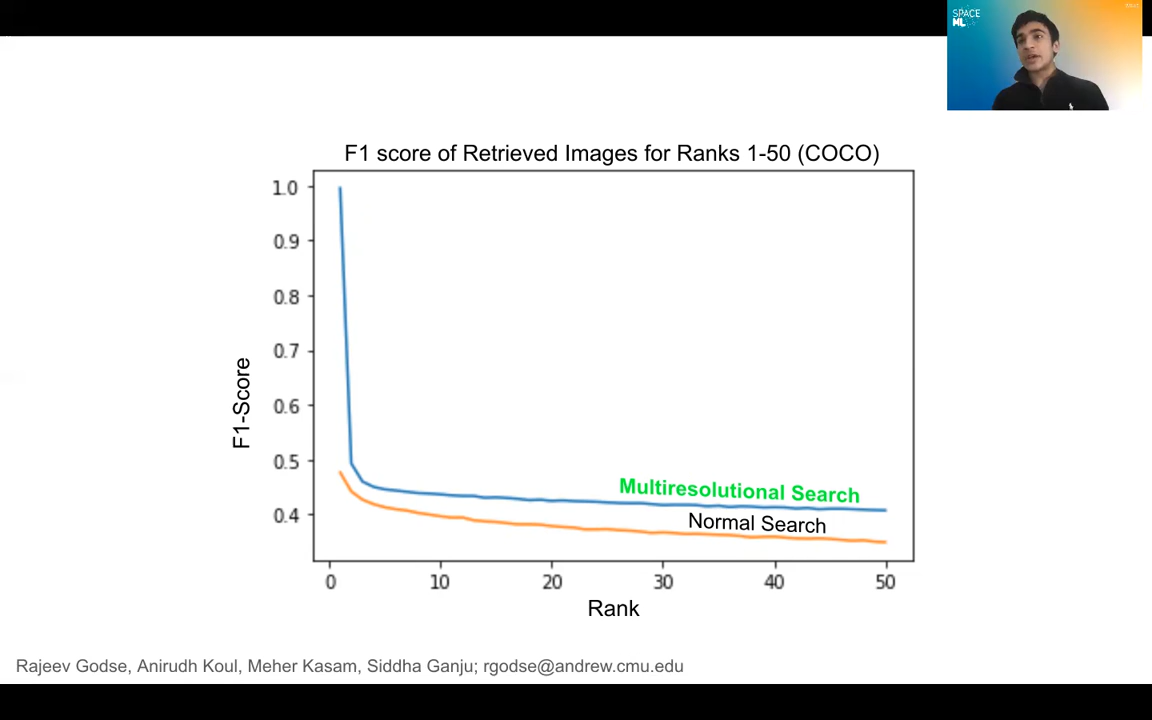 SPACE
ML
F1 score of Retrieved Images for Ranks 1-50 (COCO)
1.0
0.9
0.8
0.7
0.6
0.5
0.4
F1-Score
Multiresolutional Search
Normal Search
0 10 20 30 40 50
Rank
Rajeev Godse, Anirudh Koul, Meher Kasam, Siddha Ganju; rgodse@andrew.cmu.edu